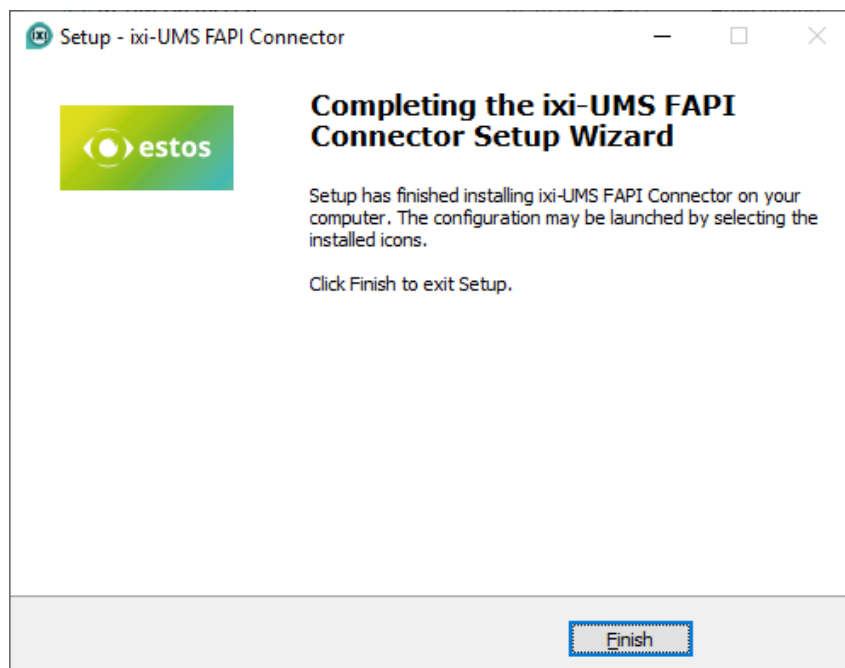 Setup - ixi-UMS FAPI Connector
estos
Completing the ixi-UMS FAPI
Connector Setup Wizard
Setup has finished installing ixi-UMS FAPI Connector on your
computer. The configuration may be launched by selecting the
installed icons.
Click Finish to exit Setup.
Finish